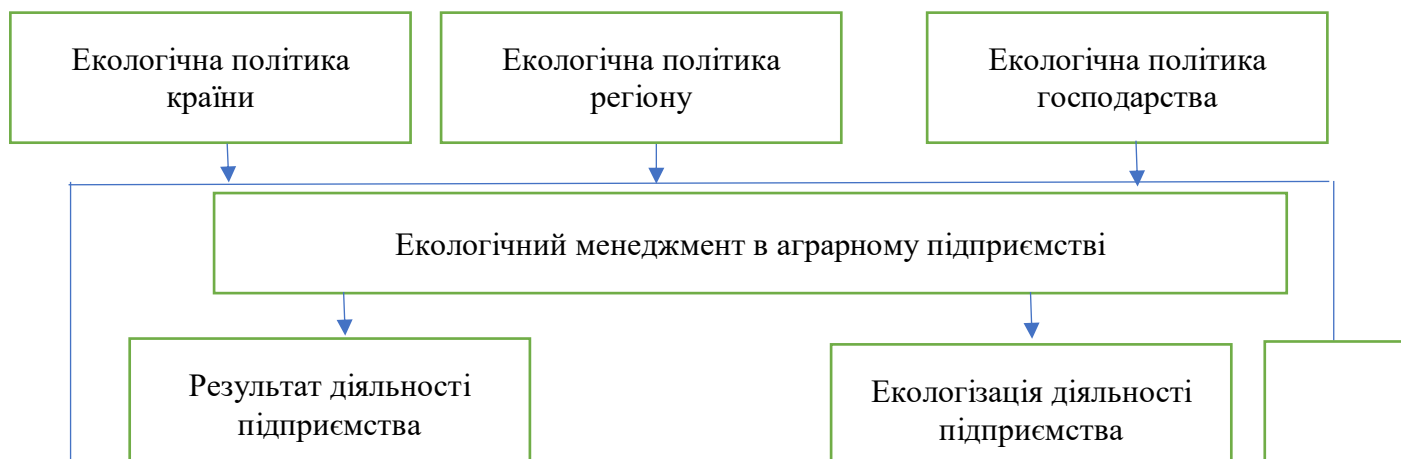 Екологічна політика
країни
Екологічна політика
регіону
Екологічна політика
господарства
Екологічний менеджмент в аграрному підприємстві
Результат діяльності
підприємства
Екологізація діяльності
підприємства